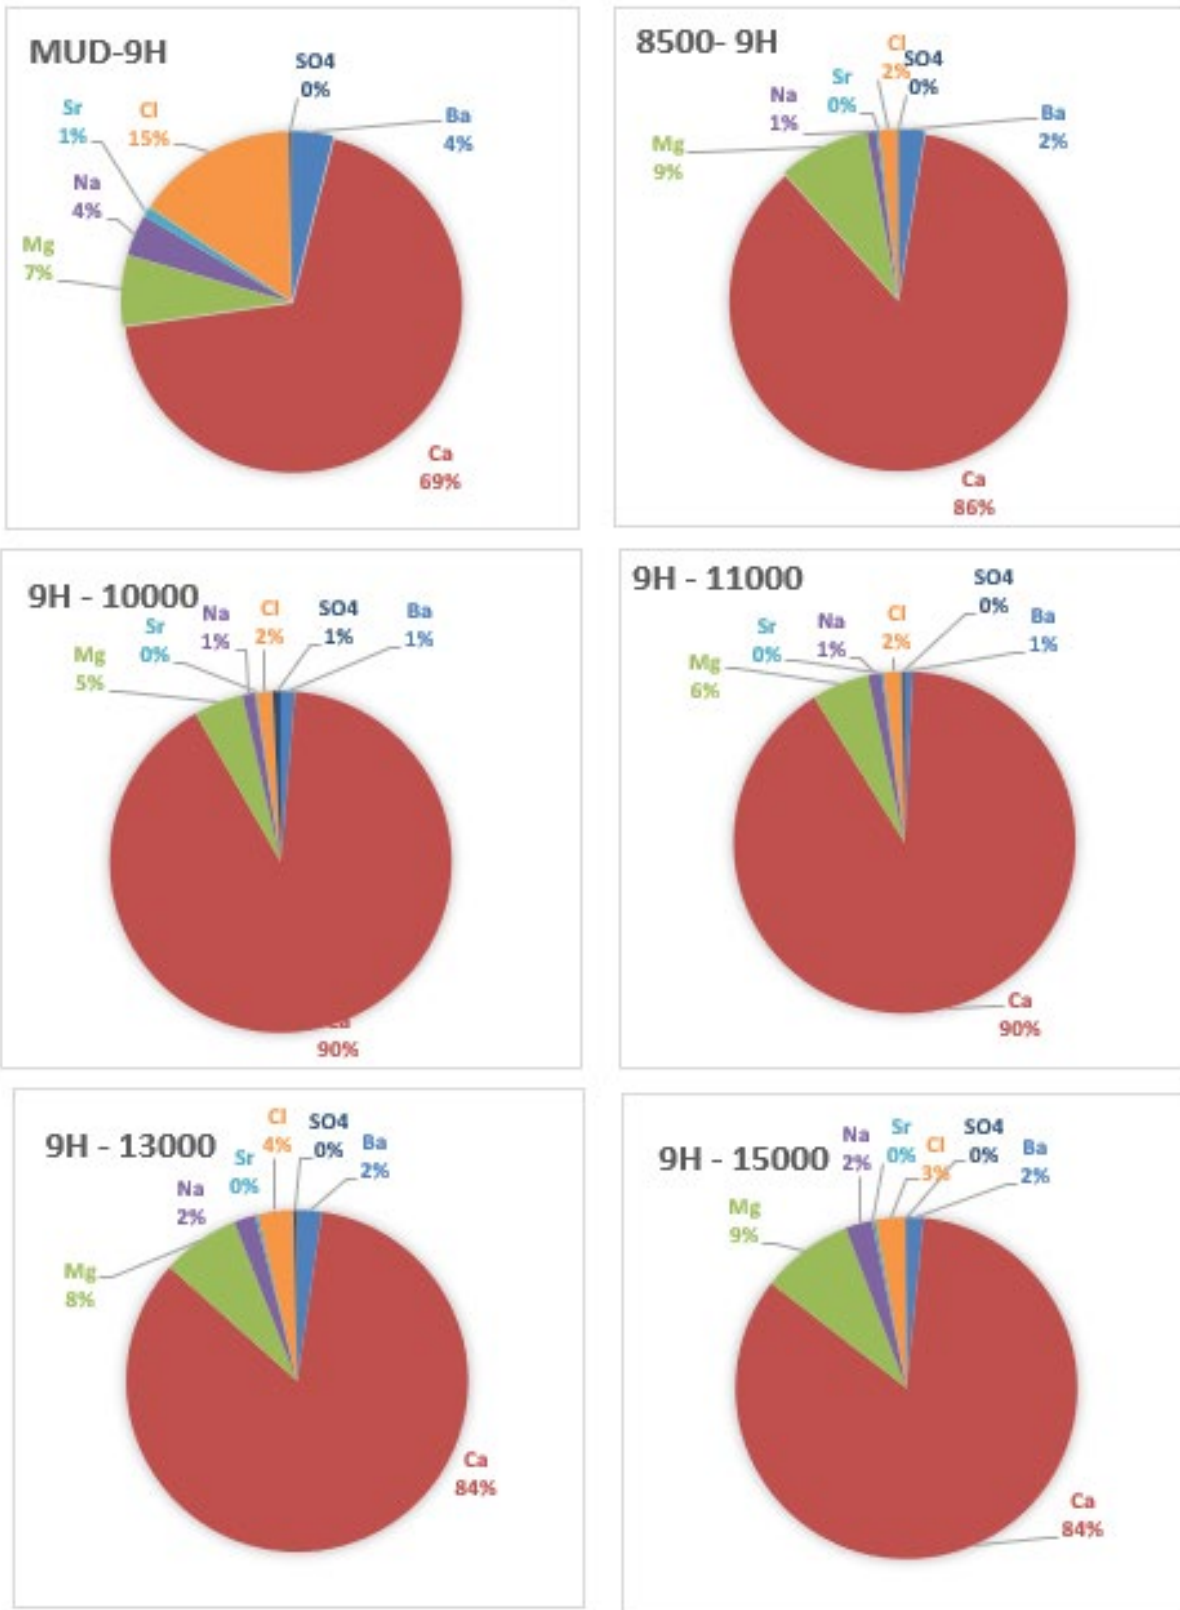 MUD-9H
SO4
0%
Ba
4%
Sr
1%
Cl
15%
Na
4%
Mg
7%
Ca
69%
8500- 9H
Cl
2%
SO4
0%
Sr
0%
Na
1%
Ba
2%
Mg
9%
Ca
86%
9H - 10000
Na
1%
Cl
2%
SO4
1%
Ba
1%
Sr
0%
Mg
5%
90%
9H - 11000
SO4
0%
Na
1%
Cl
2%
Ba
1%
Sr
0%
Mg
6%
Ca
90%
9H - 13000
Cl
4%
SO4
0%
Ba
2%
Sr
0%
Na
2%
Mg
8%
Ca
84%
9H - 15000
Na
2%
Sr
0%
Cl
3%
SO4
0%
Ba
2%
Mg
9%
Ca
84%